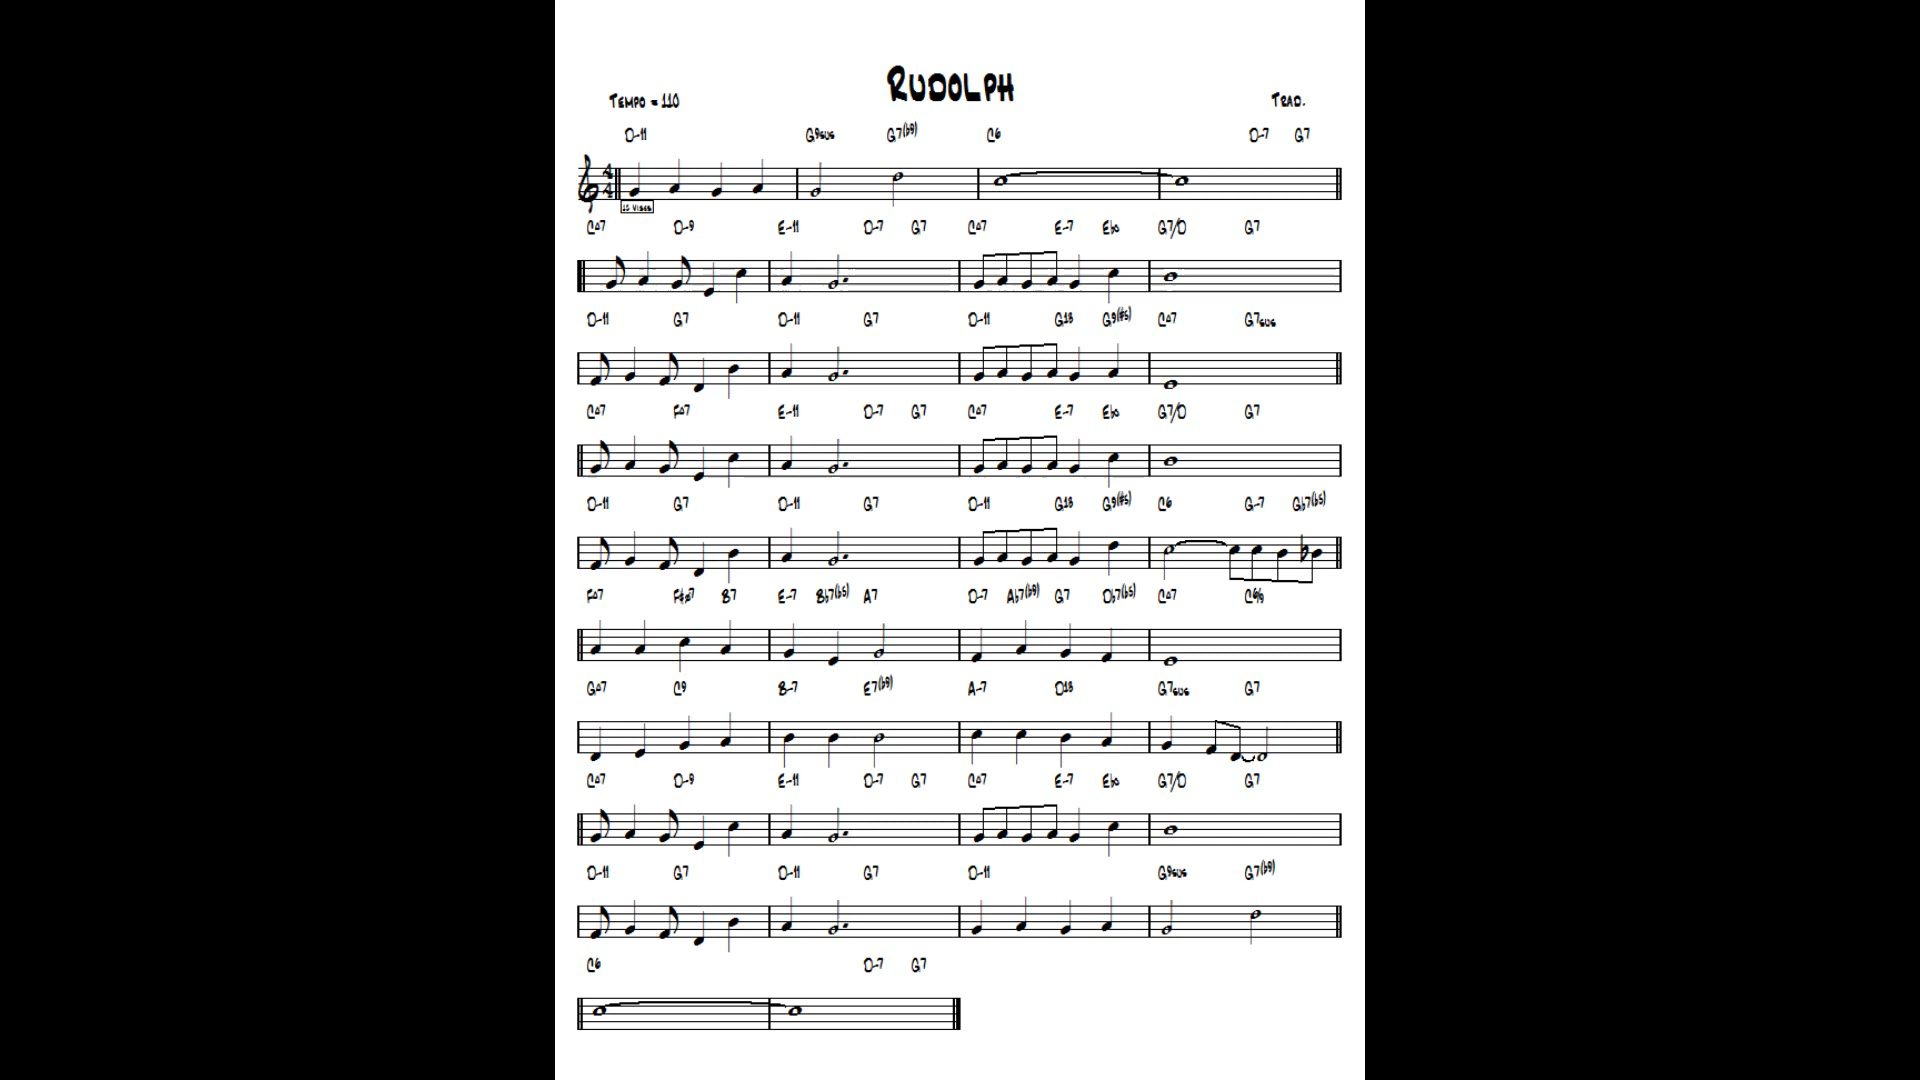 RUDOLPH
TEMPO = 110
TRAD.
D-11 G9SUS G7(b9) C6 D-7 G7
4
4
C△7 D-9 E-11 D-7 G7 C△7 E-7 Ebo G7/D G7
D-11 G7 D-11 G7 D-11 G13 G9(#5) C△7 G7SUS
C△7 F△7 E-11 D-7 G7 C△7 E-7 Ebo G7/D G7
D-11 G7 D-11 G7 D-11 G13 G9(#5) C6 G-7 Gb7(b5)
F△7 F#ø7 B7 E-7 Bb7(b5) A7 D-7 Ab7(b9) G7 Db7(b5) C△7 C6/9
G△7 C9 B-7 E7(b9) A-7 D13 G7SUS G7
C△7 D-9 E-11 D-7 G7 C△7 E-7 Ebo G7/D G7
D-11 G7 D-11 G7 D-11 G9SUS G7(b9)
C6 D-7 G7